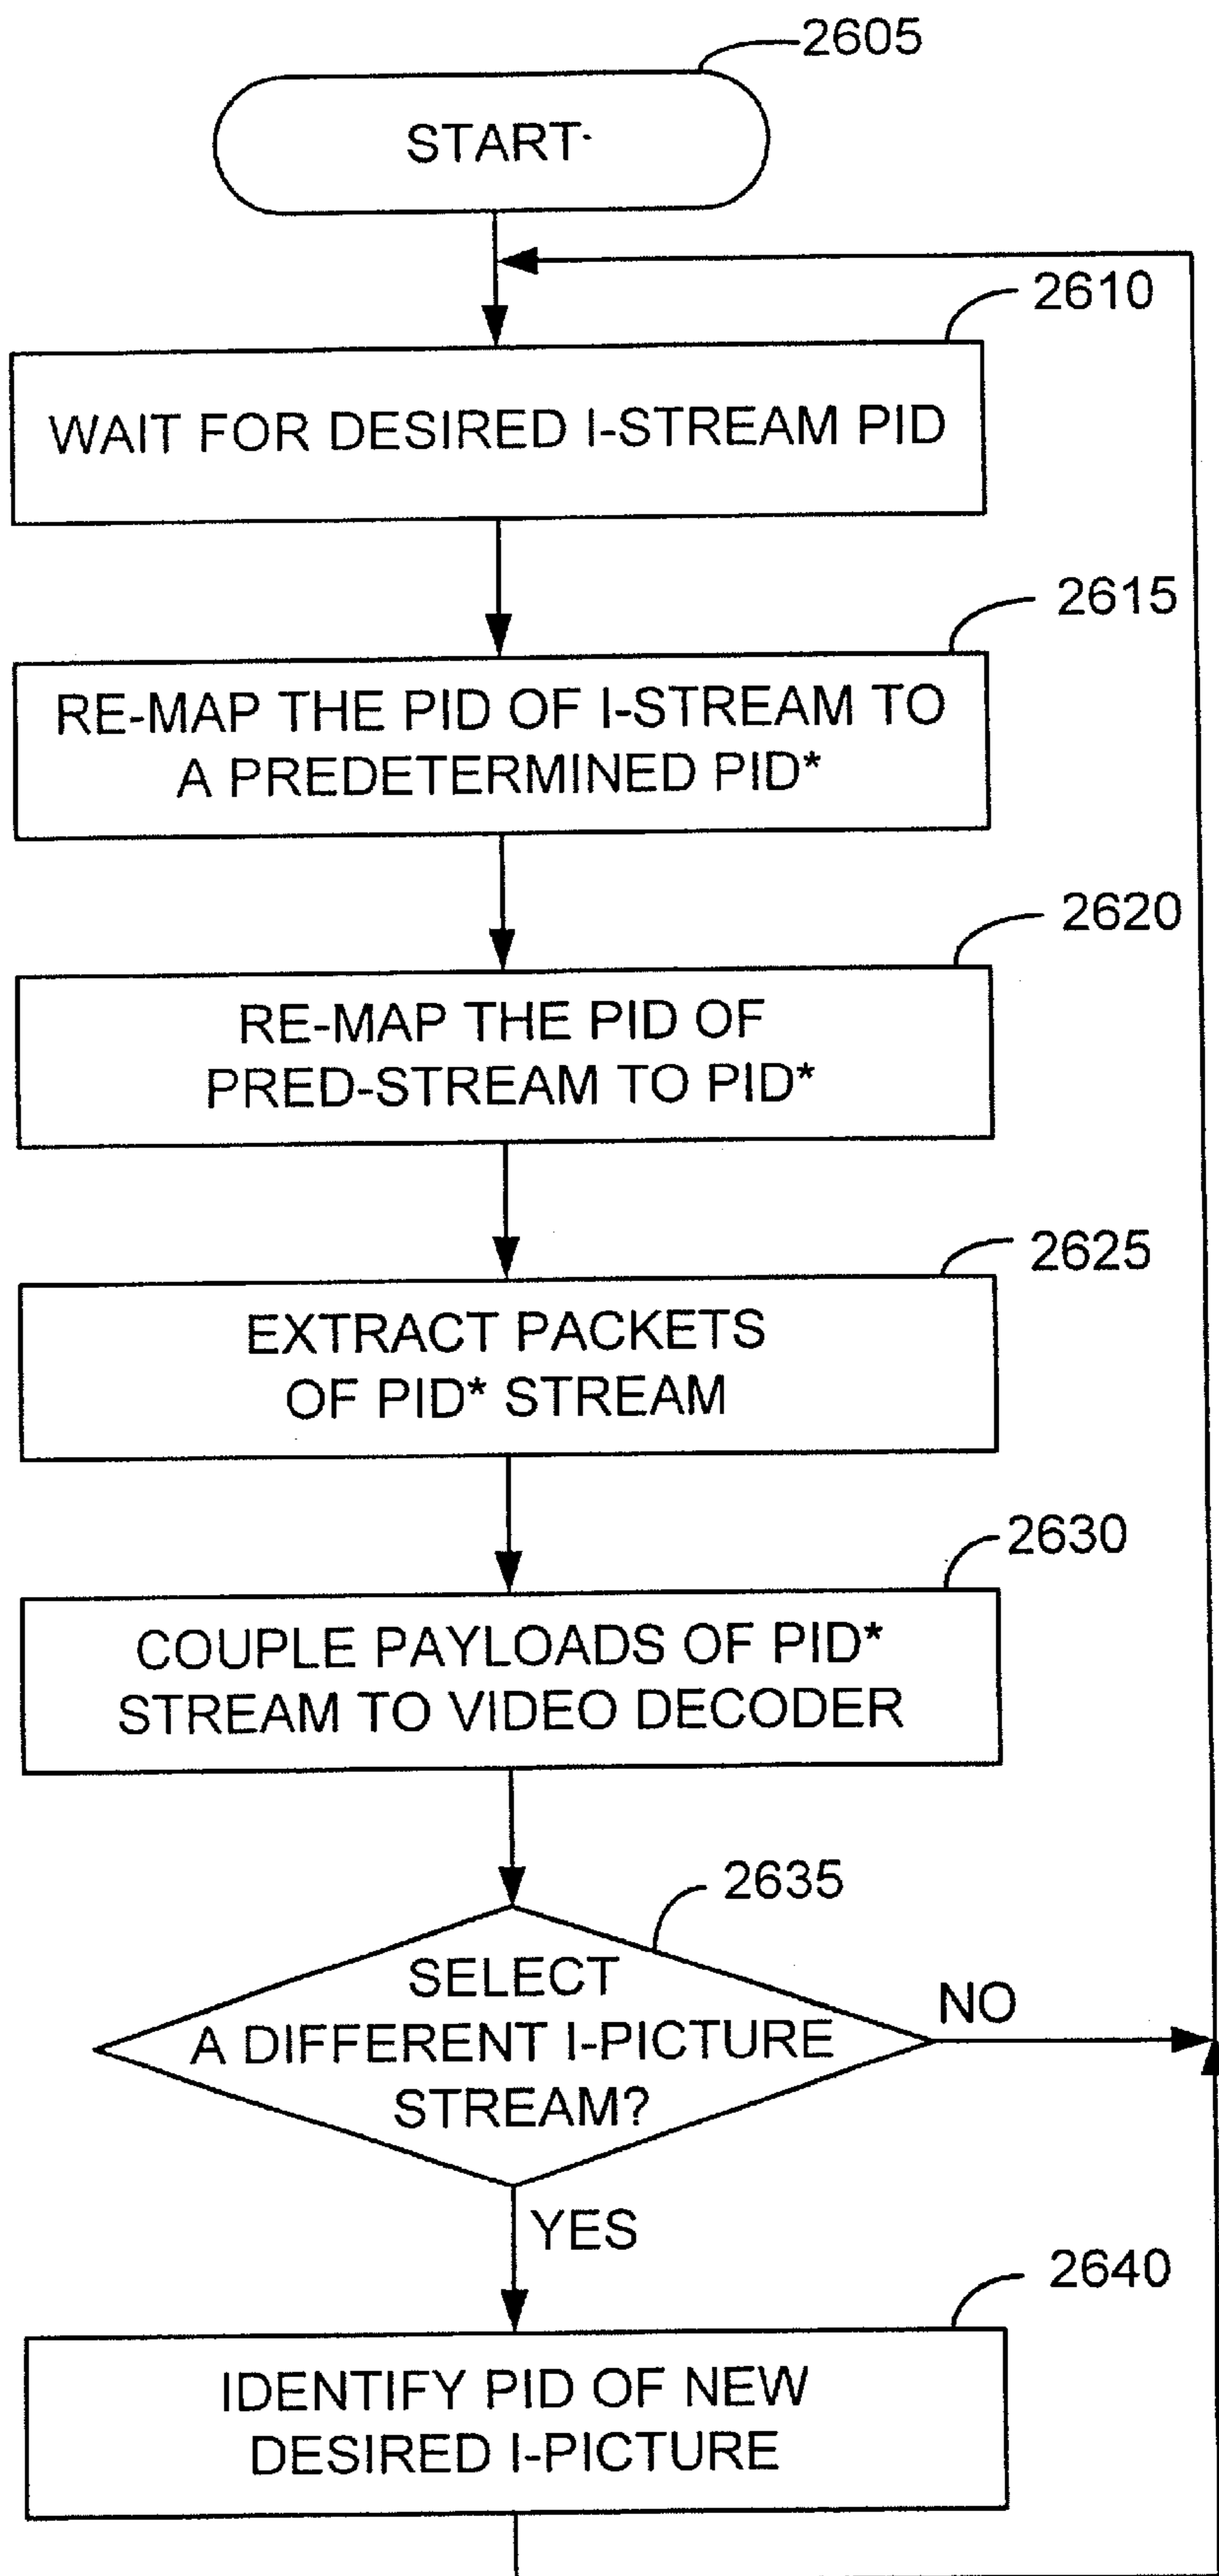 2605
START
2610
WAIT FOR DESIRED I-STREAM PID
2615
RE-MAP THE PID OF I-STREAM TO
A PREDETERMINED PID*
2620
RE-MAP THE PID OF
PRED-STREAM TO PID*
2625
EXTRACT PACKETS
OF PID* STREAM
2630
COUPLE PAYLOADS OF PID*
STREAM TO VIDEO DECODER
2635
SELECT
A DIFFERENT I-PICTURE
STREAM?
NO
YES
2640
IDENTIFY PID OF NEW
DESIRED I-PICTURE